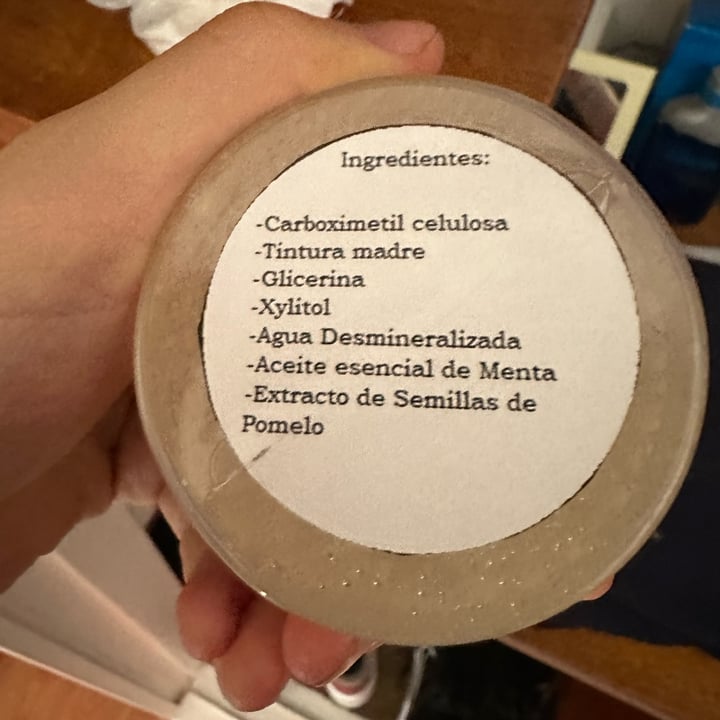 Ingredientes:
-Carboximetil celulosa
-Tintura madre
-Glicerina
-Xylitol
-Agua Desmineralizada
-Aceite esencial de Menta
-Extracto de Semillas de
Pomelo